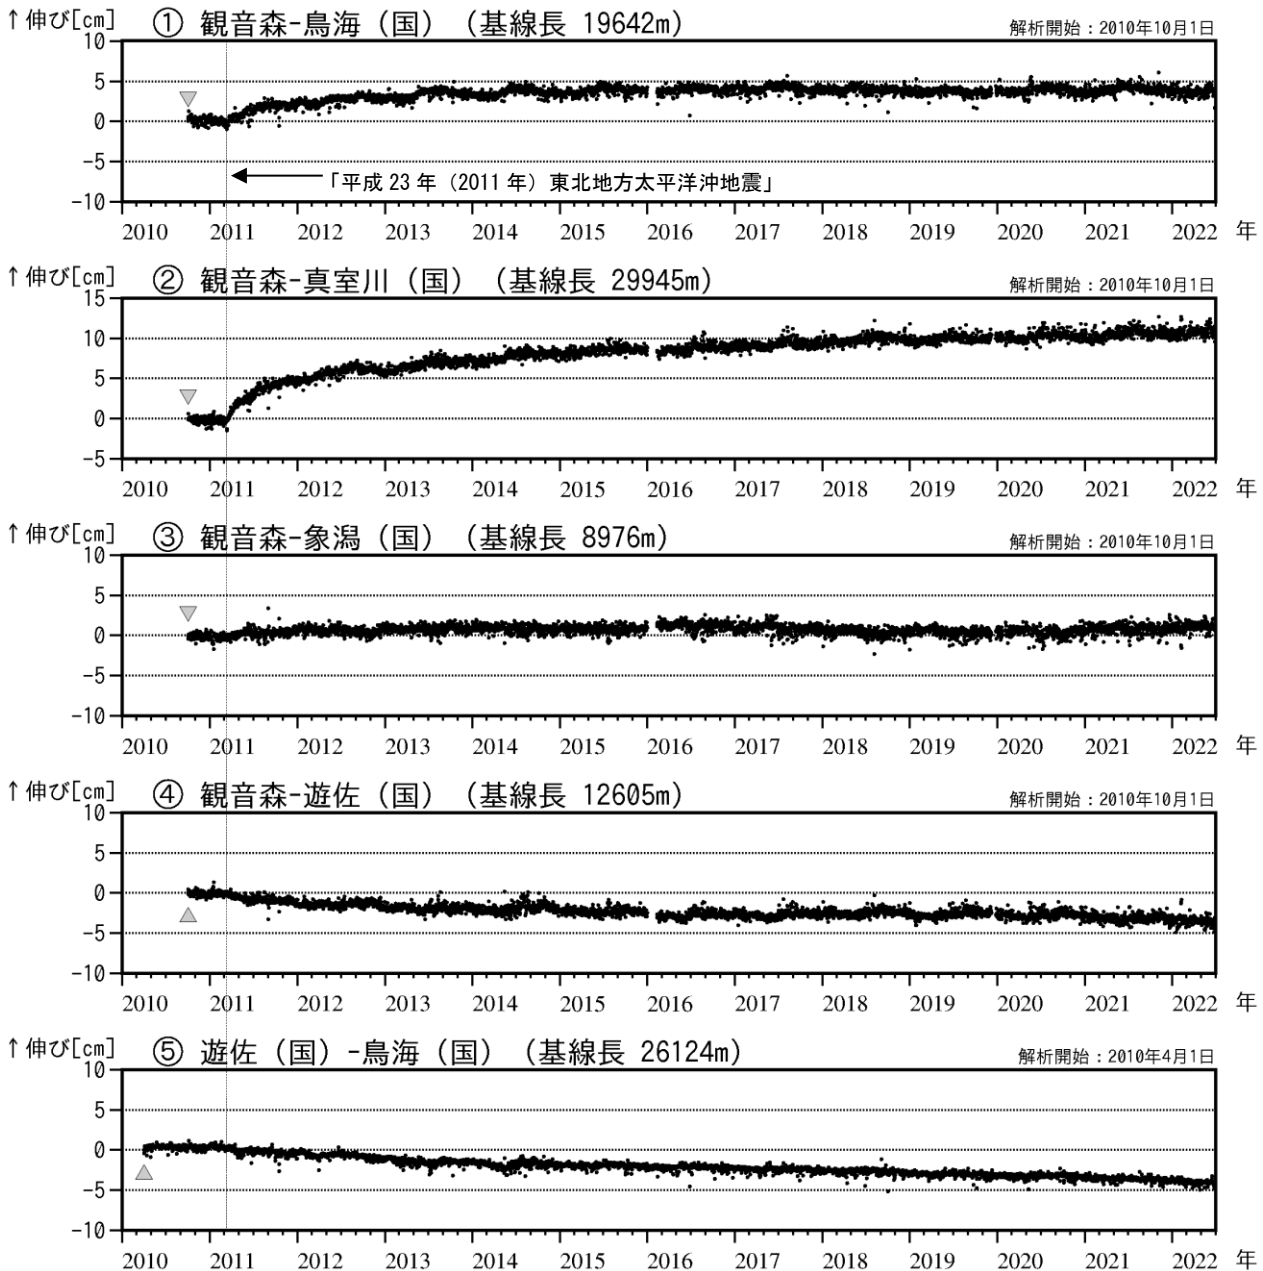 ↑伸び[cm] ① 観音森-鳥海（国）（基線長 19642m） 解析開始：2010年10月1日
10
5
0
-5
「平成 23 年（2011 年）東北地方太平洋沖地震」
-10
2010 2011 2012 2013 2014 2015 2016 2017 2018 2019 2020 2021 2022 年
↑伸び[cm] ② 観音森-真室川（国）（基線長 29945m） 解析開始：2010年10月1日
15
10
5
0
-5
2010 2011 2012 2013 2014 2015 2016 2017 2018 2019 2020 2021 2022 年
↑伸び[cm] ③ 観音森-象潟（国）（基線長 8976m） 解析開始：2010年10月1日
10
5
0
-5
-10
2010 2011 2012 2013 2014 2015 2016 2017 2018 2019 2020 2021 2022 年
↑伸び[cm] ④ 観音森-遊佐（国）（基線長 12605m） 解析開始：2010年10月1日
10
5
0
-5
-10
2010 2011 2012 2013 2014 2015 2016 2017 2018 2019 2020 2021 2022 年
↑伸び[cm] ⑤ 遊佐（国）-鳥海（国）（基線長 26124m） 解析開始：2010年4月1日
10
5
0
-5
-10
2010 2011 2012 2013 2014 2015 2016 2017 2018 2019 2020 2021 2022 年